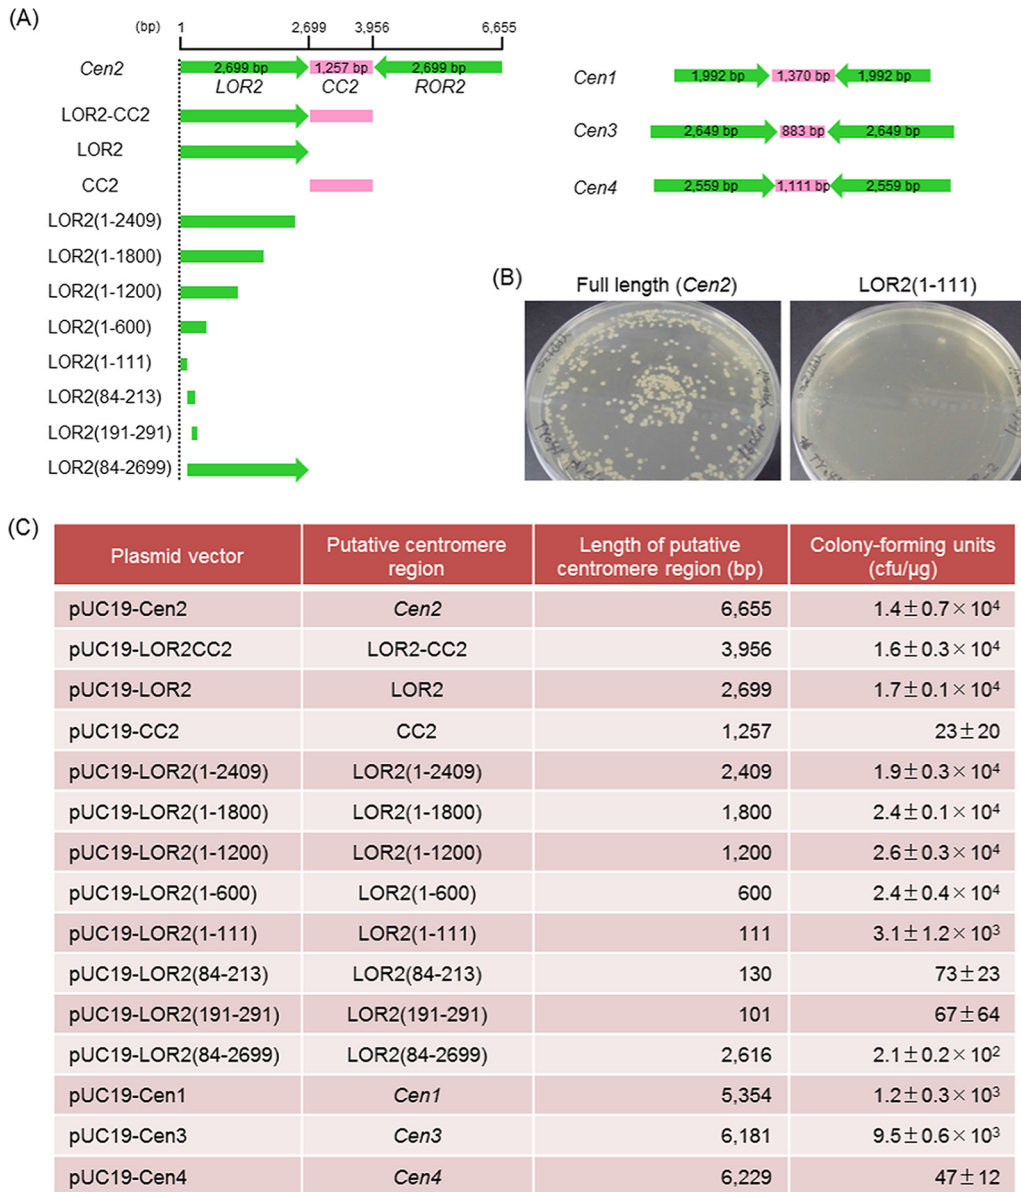 (A)
(bp) 1 2,699 3,956 6,655
Cen2 2,699 bp 1,257 bp 2,699 bp
LOR2 CC2 ROR2
LOR2-CC2
LOR2
CC2
LOR2(1-2409)
LOR2(1-1800)
LOR2(1-1200)
LOR2(1-600)
LOR2(1-111)
LOR2(84-213)
LOR2(191-291)
LOR2(84-2699)
Cen1 1,992 bp 1,370 bp 1,992 bp
Cen3 2,649 bp 883 bp 2,649 bp
Cen4 2,559 bp 1,111 bp 2,559 bp
(B)
Full length (Cen2) LOR2(1-111)
(C)
Plasmid vector Putative centromere region Length of putative centromere region (bp) Colony-forming units (cfu/µg)
pUC19-Cen2 Cen2 6,655 1.4±0.7×10⁴
pUC19-LOR2CC2 LOR2-CC2 3,956 1.6±0.3×10⁴
pUC19-LOR2 LOR2 2,699 1.7±0.1×10⁴
pUC19-CC2 CC2 1,257 23±20
pUC19-LOR2(1-2409) LOR2(1-2409) 2,409 1.9±0.3×10⁴
pUC19-LOR2(1-1800) LOR2(1-1800) 1,800 2.4±0.1×10⁴
pUC19-LOR2(1-1200) LOR2(1-1200) 1,200 2.6±0.3×10⁴
pUC19-LOR2(1-600) LOR2(1-600) 600 2.4±0.4×10⁴
pUC19-LOR2(1-111) LOR2(1-111) 111 3.1±1.2×10³
pUC19-LOR2(84-213) LOR2(84-213) 130 73±23
pUC19-LOR2(191-291) LOR2(191-291) 101 67±64
pUC19-LOR2(84-2699) LOR2(84-2699) 2,616 2.1±0.2×10²
pUC19-Cen1 Cen1 5,354 1.2±0.3×10³
pUC19-Cen3 Cen3 6,181 9.5±0.6×10³
pUC19-Cen4 Cen4 6,229 47±12